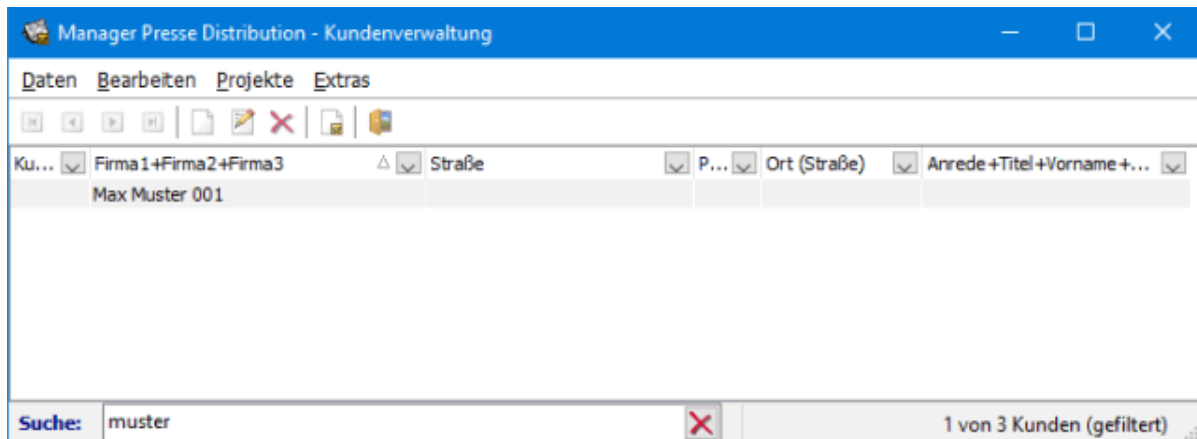 Manager Presse Distribution - Kundenverwaltung
Daten Bearbeiten Projekte Extras
Ku... Firma1+Firma2+Firma3 Straße P... Ort (Straße) Anrede+Titel+Vorname+...
Max Muster 001
Suche: muster 1 von 3 Kunden (gefiltert)